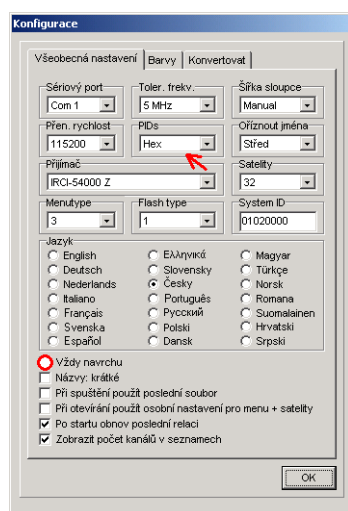 Konfigurace
Všeobecná nastavení Barvy Konvertovat
Sériový port Toler. frekv. Šířka sloupce
Com 1 5 MHz Manual
Přen. rychlost PIDs Oříznout jména
115200 Hex Střed
Přijímač Satelity
IRCI-54000 Z 32
Menutype Flash type System ID
3 1 01020000
Jazyk
English Ελληνικά Magyar
Deutsch Slovensky Türkçe
Nederlands Česky Norsk
Italiano Português Romana
Français Русский Suomalainen
Svenska Polski Hrvatski
Español Dansk Srpski
Vždy navrchu
Názvy: krátké
Při spuštění použít poslední soubor
Při otevírání použít osobní nastavení pro menu + satelity
Po startu obnov poslední relaci
Zobrazit počet kanálů v seznamech
OK